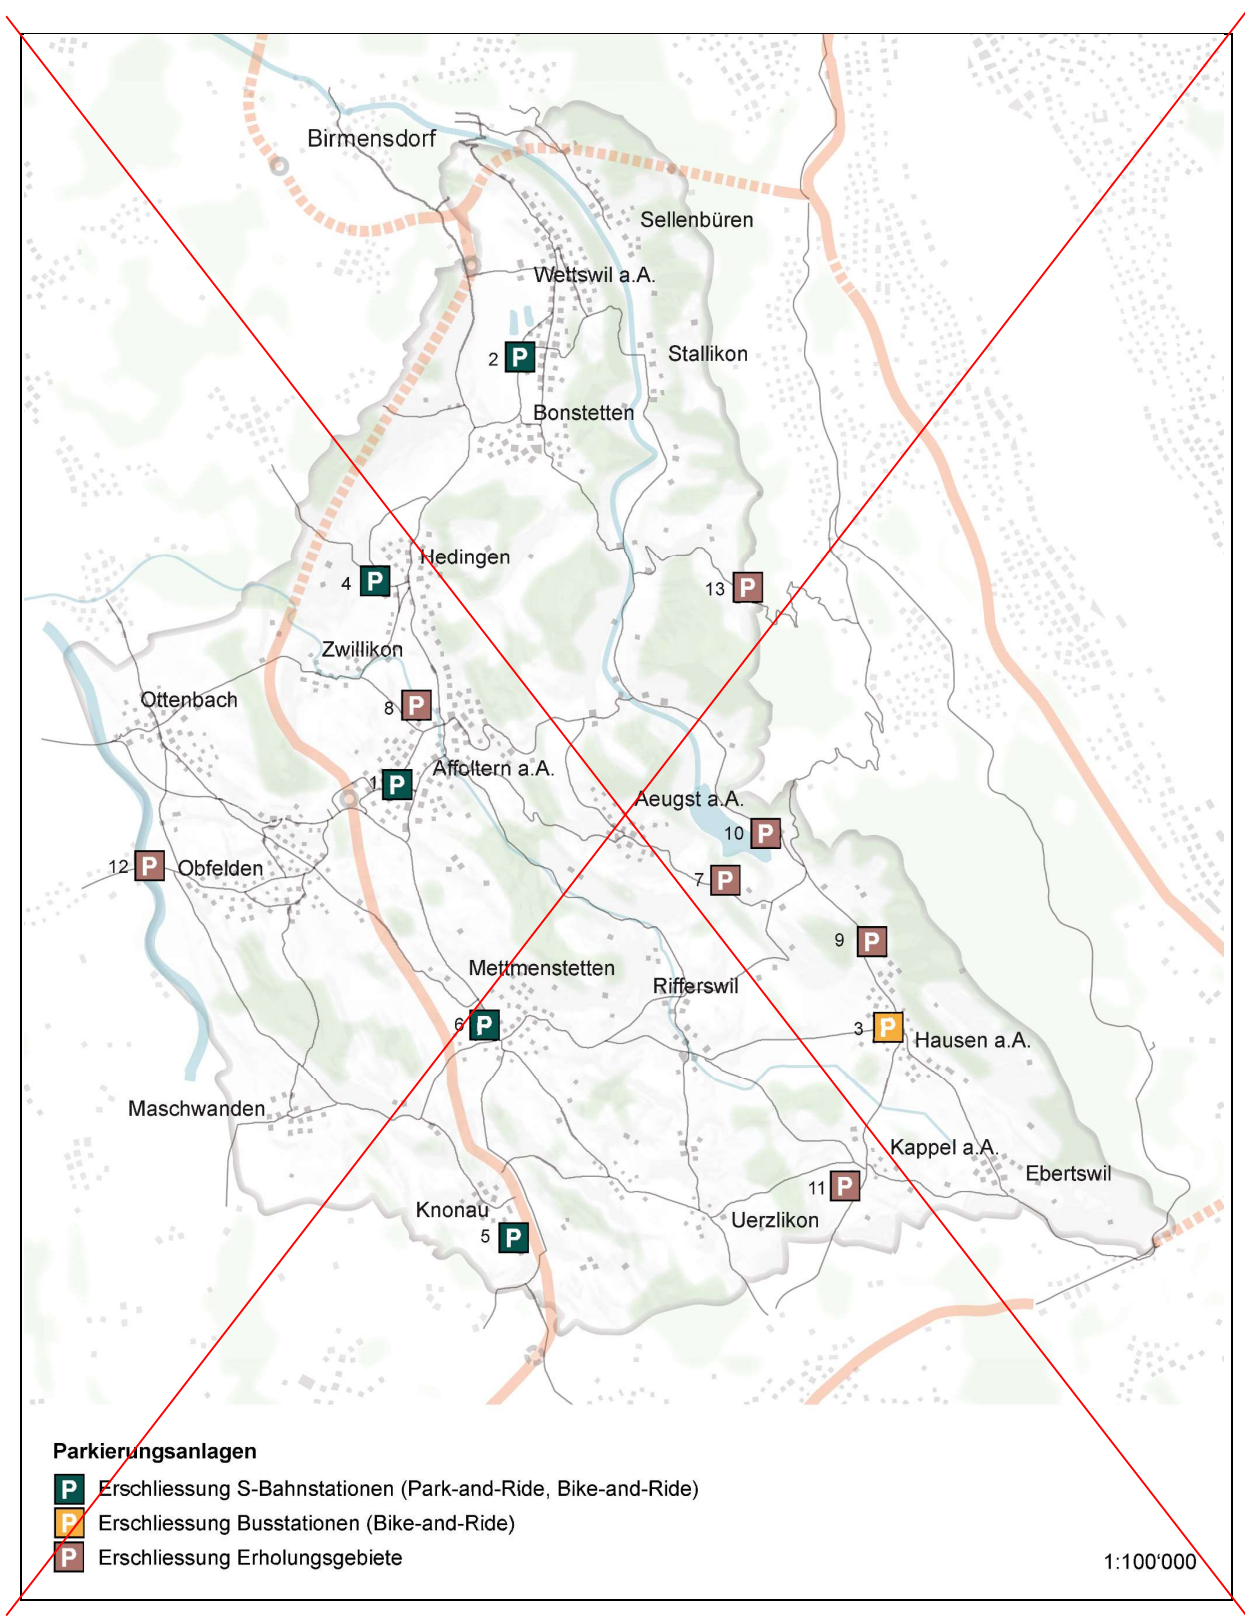 Birmensdorf
Sellenbüren
Wettswil a.A.
2 P
Stallikon
Bonstetten
Hedingen
4 P
13 P
Zwillikon
Ottenbach
8 P
Affoltern a.A.
1 P
Aeugst a.A.
10 P
12 P
Obfelden
7 P
9 P
Mettmenstetten
Rifferswil
6 P
3 P
Hausen a.A.
Maschwanden
Kappel a.A.
Ebertswil
11 P
Knonau
Uerzlikon
5 P
Parkierungsanlagen
P Erschliessung S-Bahnstationen (Park-and-Ride, Bike-and-Ride)
P Erschliessung Busstationen (Bike-and-Ride)
P Erschliessung Erholungsgebiete
1:100‘000